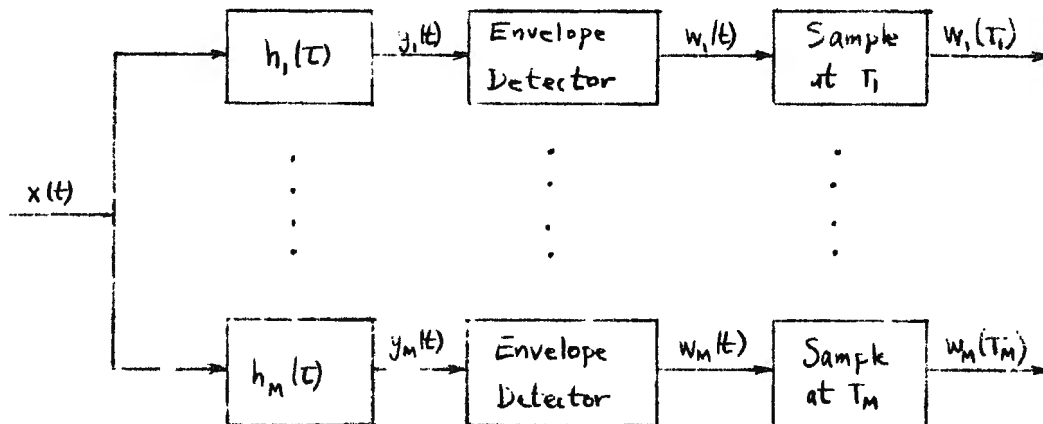 h₁(τ)
y₁(t)
Envelope
Detector
w₁(t)
Sample
at T₁
w₁(T₁)
x(t)
h_M(τ)
y_M(t)
Envelope
Detector
w_M(t)
Sample
at T_M
w_M(T_M)